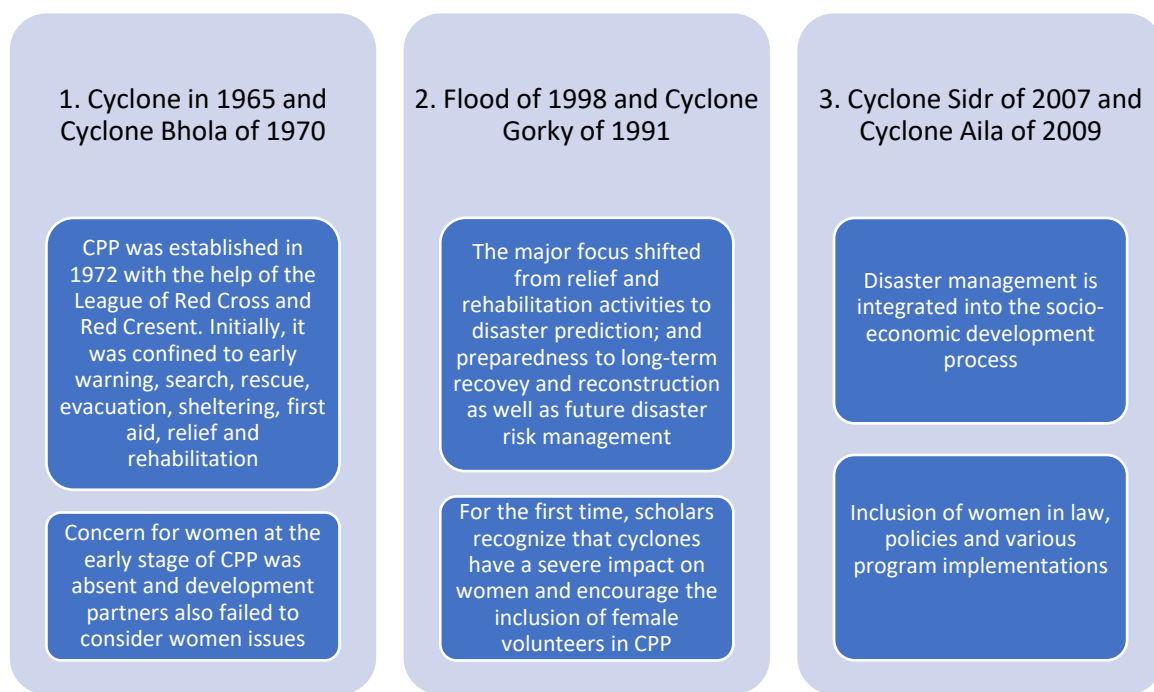 1. Cyclone in 1965 and
Cyclone Bhola of 1970
CPP was established in
1972 with the help of the
League of Red Cross and
Red Cresent. Initially, it
was confined to early
warning, search, rescue,
evacuation, sheltering, first
aid, relief and
rehabilitation
Concern for women at the
early stage of CPP was
absent and development
partners also failed to
consider women issues
2. Flood of 1998 and Cyclone
Gorky of 1991
The major focus shifted
from relief and
rehabilitation activities to
disaster prediction; and
preparedness to long-term
recovey and reconstruction
as well as future disaster
risk management
For the first time, scholars
recognize that cyclones
have a severe impact on
women and encourage the
inclusion of female
volunteers in CPP
3. Cyclone Sidr of 2007 and
Cyclone Aila of 2009
Disaster management is
integrated into the socio-
economic development
process
Inclusion of women in law,
policies and various
program implementations